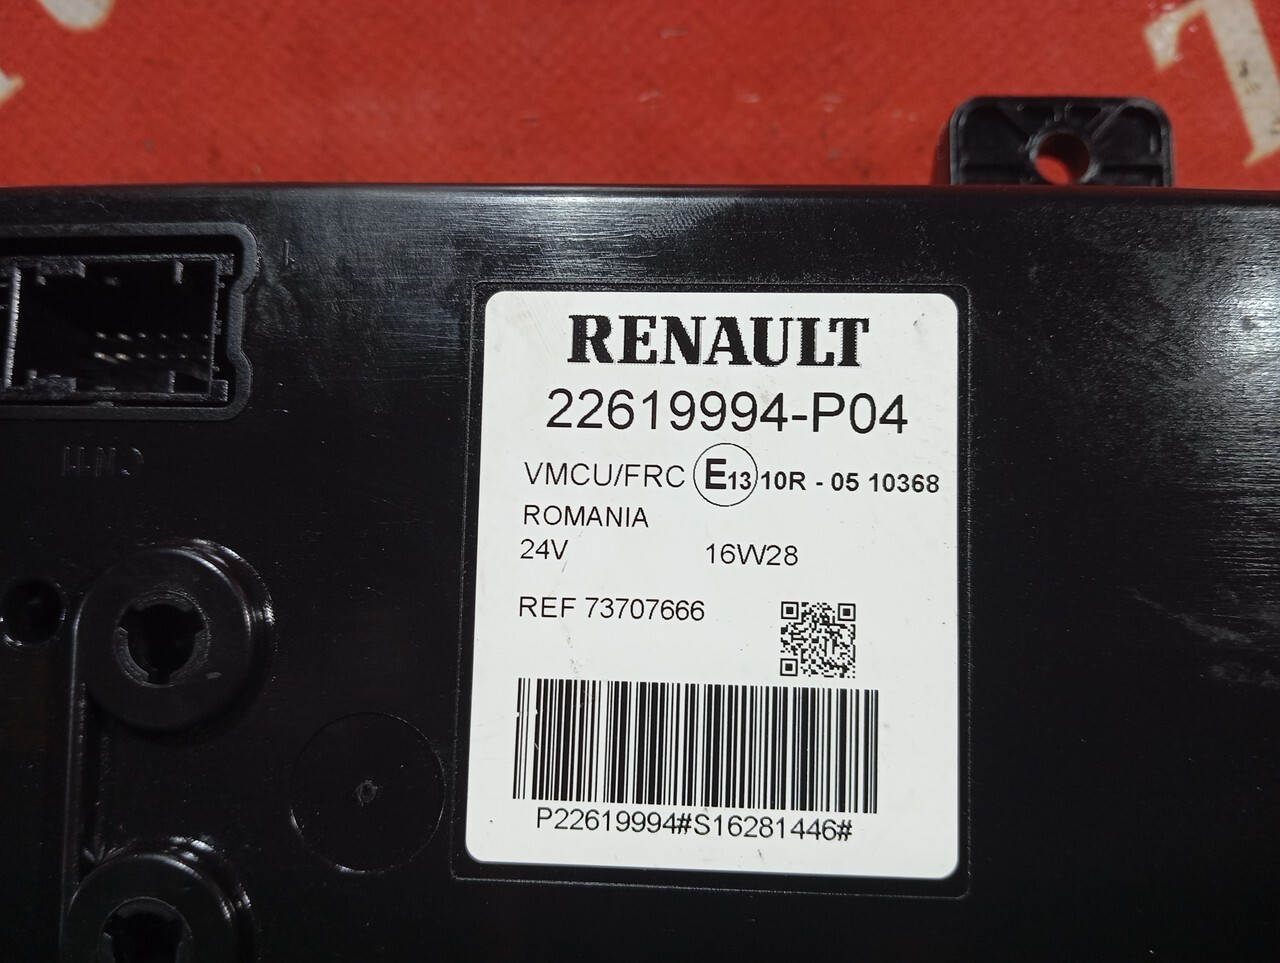 RENAULT
22619994-P04
VMCU/FRC E13 10R - 05 10368
ROMANIA
24V 16W28
REF 73707666
P22619994#S16281446#